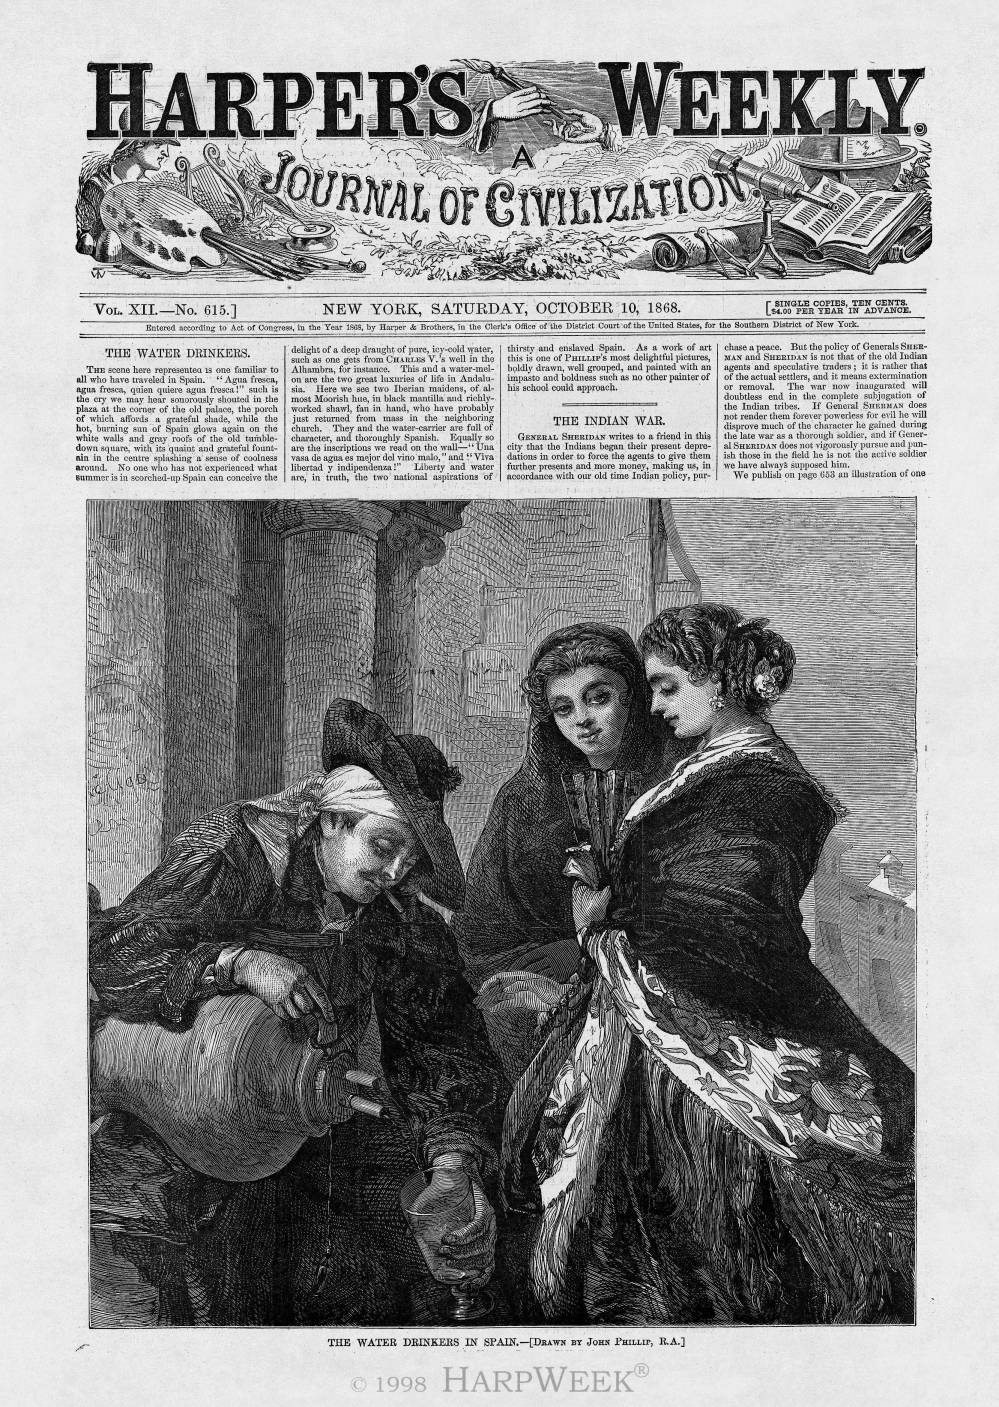 HARPER'S WEEKLY.
A
JOURNAL OF CIVILIZATION
VOL. XII.—No. 615.]
NEW YORK, SATURDAY, OCTOBER 10, 1868.
[SINGLE COPIES, TEN CENTS.
$4.00 PER YEAR IN ADVANCE.
Entered according to Act of Congress, in the Year 1868, by Harper & Brothers, in the Clerk's Office of the District Court of the United States, for the Southern District of New York.
THE WATER DRINKERS.
THE scene here represented is one familiar to
all who have traveled in Spain. "Agua fresca,
agua fresca, quien quiere agua fresca!" such is
the cry we may hear sonorously shouted in the
plaza at the corner of the old palace, the porch
of which affords a grateful shade, while the
hot, burning sun of Spain glows again on the
white walls and gray roofs of the old tumble-
down square, with its quaint and grateful fount-
ain in the centre splashing a sense of coolness
around. No one who has not experienced what
summer is in scorched-up Spain can conceive the
delight of a deep draught of pure, icy-cold water,
such as one gets from CHARLES V.'s well in the
Alhambra, for instance. This and a water-mel-
on are the two great luxuries of life in Andalu-
sia. Here we see two Iberian maidens, of al-
most Moorish hue, in black mantilla and richly-
worked shawl, fan in hand, who have probably
just returned from mass in the neighboring
church. They and the water-carrier are full of
character, and thoroughly Spanish. Equally so
are the inscriptions we read on the wall—"Una
vasa de agua es mejor del vino malo," and "Viva
libertad y indipendenza!" Liberty and water
are, in truth, the two national aspirations of
thirsty and enslaved Spain. As a work of art
this is one of PHILLIP's most delightful pictures,
boldly drawn, well grouped, and painted with an
impasto and boldness such as no other painter of
his school could approach.
THE INDIAN WAR.
GENERAL SHERIDAN writes to a friend in this
city that the Indians began their present depre-
dations in order to force the agents to give them
further presents and more money, making us, in
accordance with our old time Indian policy, pur-
chase a peace. But the policy of Generals SHER-
MAN and SHERIDAN is not that of the old Indian
agents and speculative traders; it is rather that
of the actual settlers, and it means extermination
or removal. The war now inaugurated will
doubtless end in the complete subjugation of
the Indian tribes. If General SHERMAN does
not render them forever powerless for evil he will
disprove much of the character he gained during
the late war as a thorough soldier, and if Gener-
al SHERIDAN does not vigorously pursue and pun-
ish those in the field he is not the active soldier
we have always supposed him.
We publish on page 653 an illustration of one
THE WATER DRINKERS IN SPAIN.—[DRAWN BY JOHN PHILLIP, R.A.]
© 1998 HARPWEEK®